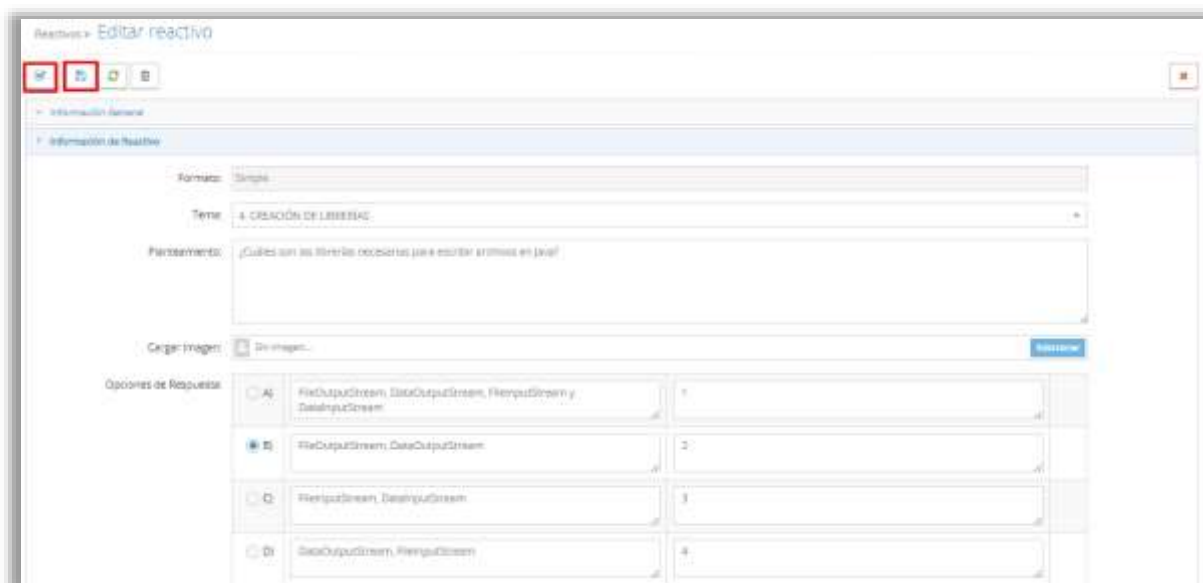 Reactivos > Editar reactivo
Información General
Información de Reactivo
Formato: Simple
Tema: 4. CREACIÓN DE LIBRERÍAS
Planteamiento: ¿Cuáles son las librerías necesarias para escribir archivos en Java?
Cargar Imagen: Sin imagen... Seleccionar
Opciones de Respuesta:
A) FileOutputStream, DataOutputStream, FileInputStream y 1
DataInputStream
B) FileOutputStream, DataOutputStream 2
C) FileInputStream, DataInputStream 3
D) DataOutputStream, FileInputStream 4